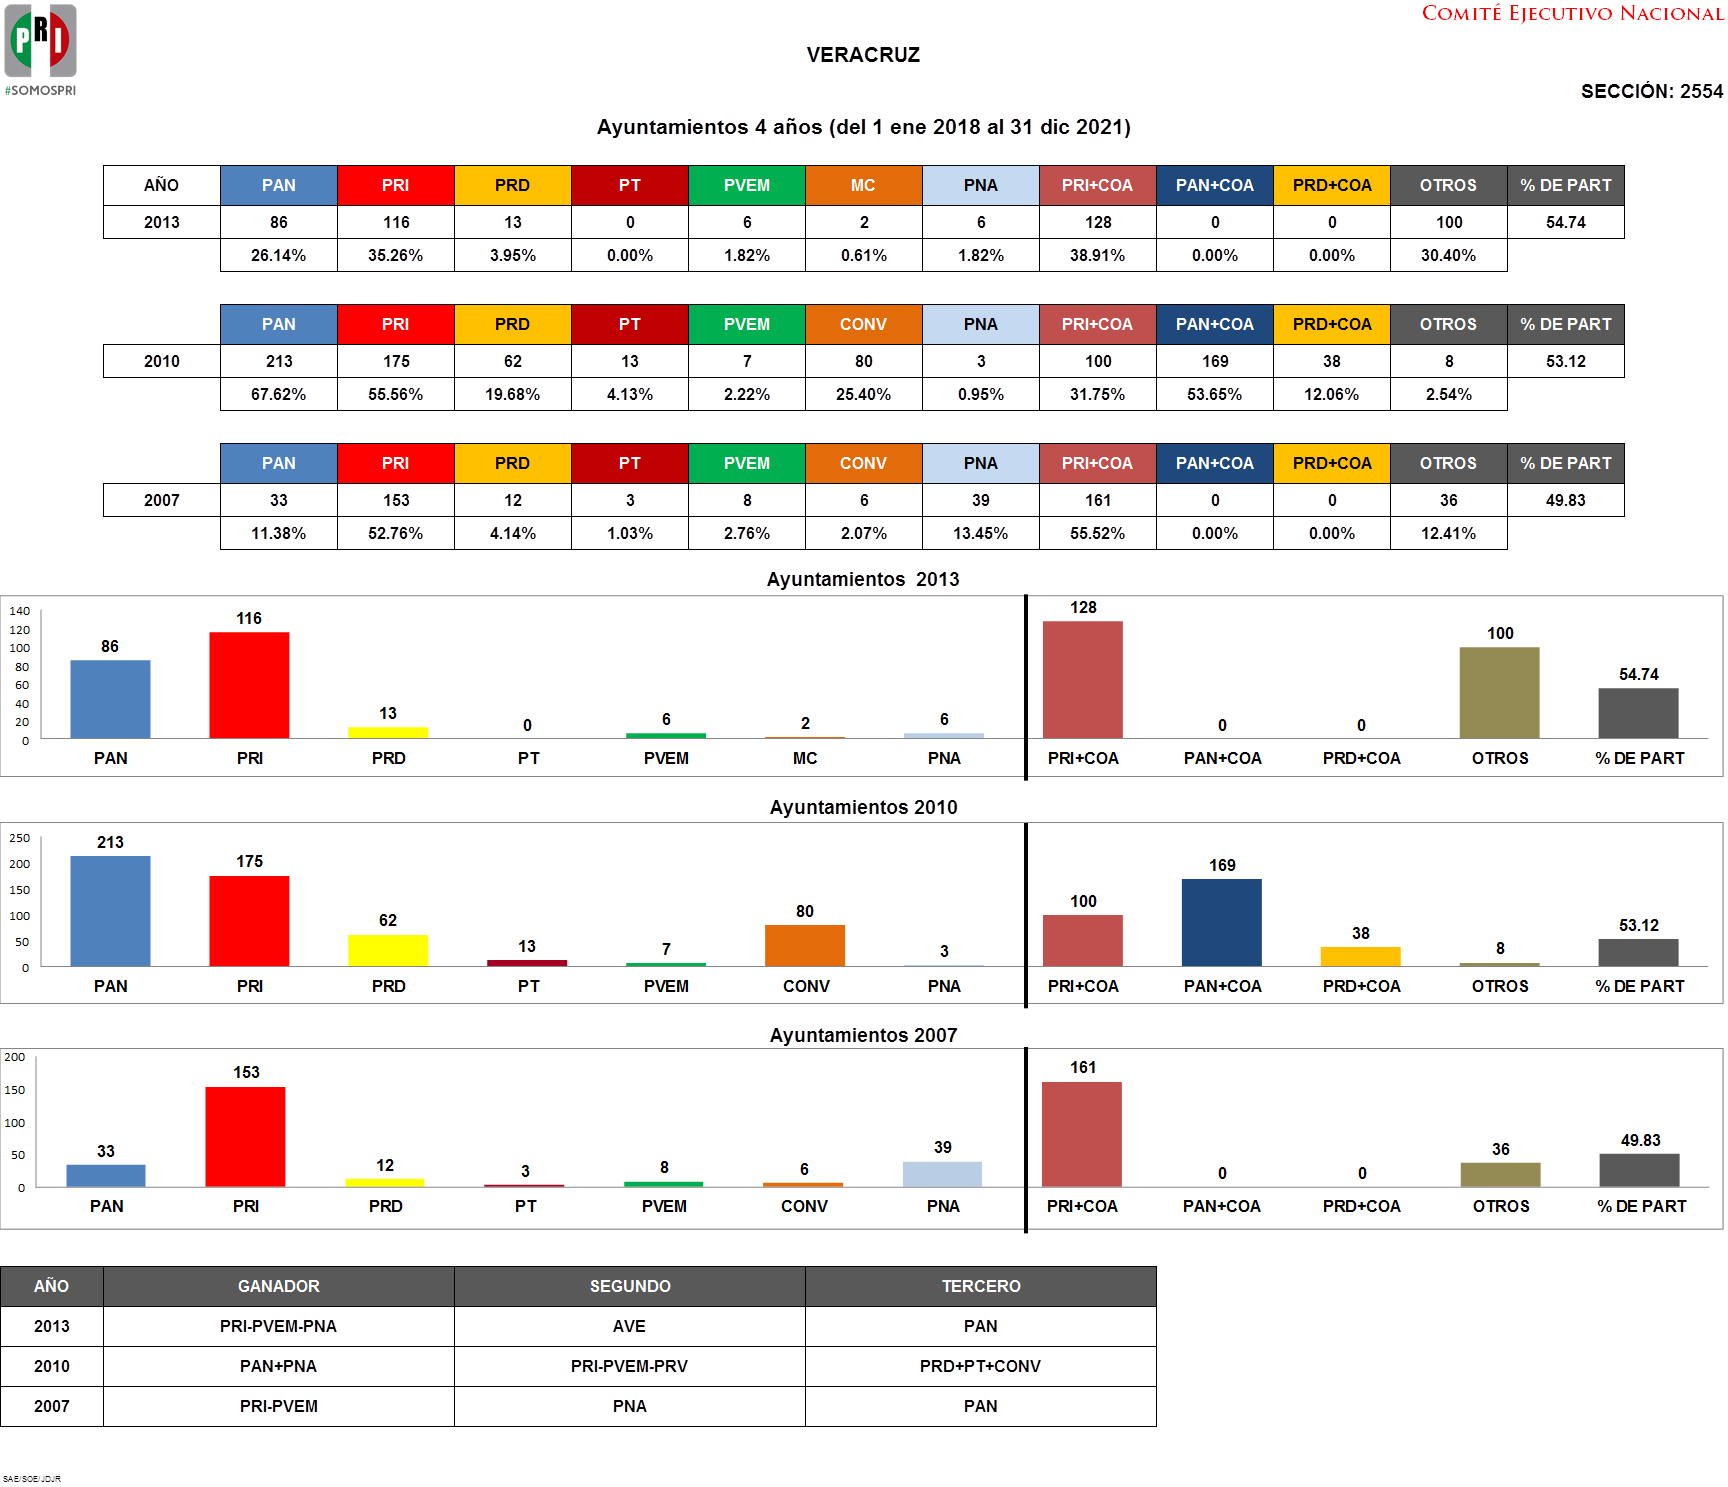 PRI
#SOMOSPRI
COMITÉ EJECUTIVO NACIONAL
VERACRUZ
SECCIÓN: 2554
Ayuntamientos 4 años (del 1 ene 2018 al 31 dic 2021)
AÑO PAN PRI PRD PT PVEM MC PNA PRI+COA PAN+COA PRD+COA OTROS % DE PART
2013 86 116 13 0 6 2 6 128 0 0 100 54.74
26.14% 35.26% 3.95% 0.00% 1.82% 0.61% 1.82% 38.91% 0.00% 0.00% 30.40%
PAN PRI PRD PT PVEM CONV PNA PRI+COA PAN+COA PRD+COA OTROS % DE PART
2010 213 175 62 13 7 80 3 100 169 38 8 53.12
67.62% 55.56% 19.68% 4.13% 2.22% 25.40% 0.95% 31.75% 53.65% 12.06% 2.54%
PAN PRI PRD PT PVEM CONV PNA PRI+COA PAN+COA PRD+COA OTROS % DE PART
2007 33 153 12 3 8 6 39 161 0 0 36 49.83
11.38% 52.76% 4.14% 1.03% 2.76% 2.07% 13.45% 55.52% 0.00% 0.00% 12.41%
Ayuntamientos 2013
140
120
100
80
60
40
20
0
86 116 13 0 6 2 6 128 0 0 100 54.74
PAN PRI PRD PT PVEM MC PNA PRI+COA PAN+COA PRD+COA OTROS % DE PART
Ayuntamientos 2010
250
200
150
100
50
0
213 175 62 13 7 80 3 100 169 38 8 53.12
PAN PRI PRD PT PVEM CONV PNA PRI+COA PAN+COA PRD+COA OTROS % DE PART
Ayuntamientos 2007
200
150
100
50
0
33 153 12 3 8 6 39 161 0 0 36 49.83
PAN PRI PRD PT PVEM CONV PNA PRI+COA PAN+COA PRD+COA OTROS % DE PART
AÑO GANADOR SEGUNDO TERCERO
2013 PRI-PVEM-PNA AVE PAN
2010 PAN+PNA PRI-PVEM-PRV PRD+PT+CONV
2007 PRI-PVEM PNA PAN
SAE/SOE/JDJR